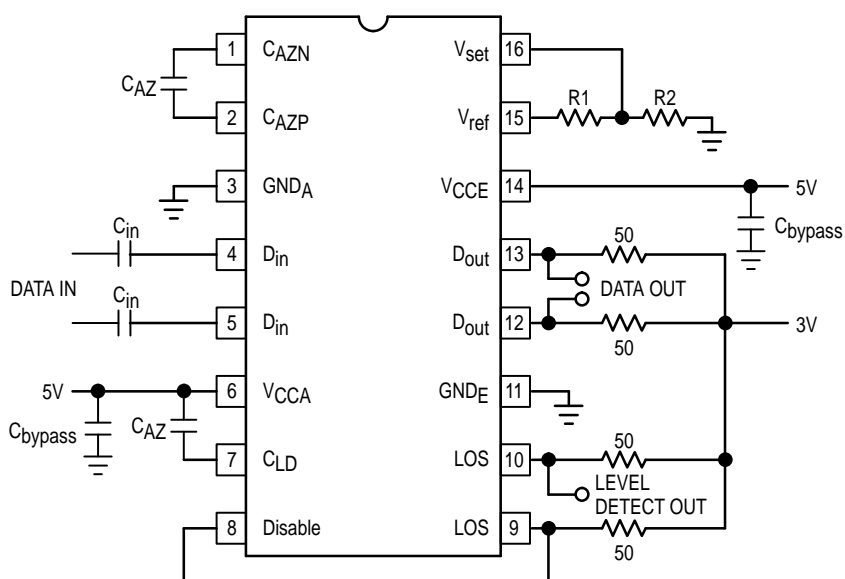 1 CAZN
CAZ
2 CAZP
3 GNDA
Cin
4 Din
DATA IN
Cin
5 Din
5V
6 VCCA
Cbypass
CAZ
7 CLD
8 Disable
Vset 16
R1 R2
Vref 15
VCCE 14
5V
Cbypass
50
Dout 13
DATA OUT
Dout 12
3V
50
GNDE 11
50
LOS 10
LEVEL
DETECT OUT
LOS 9
50